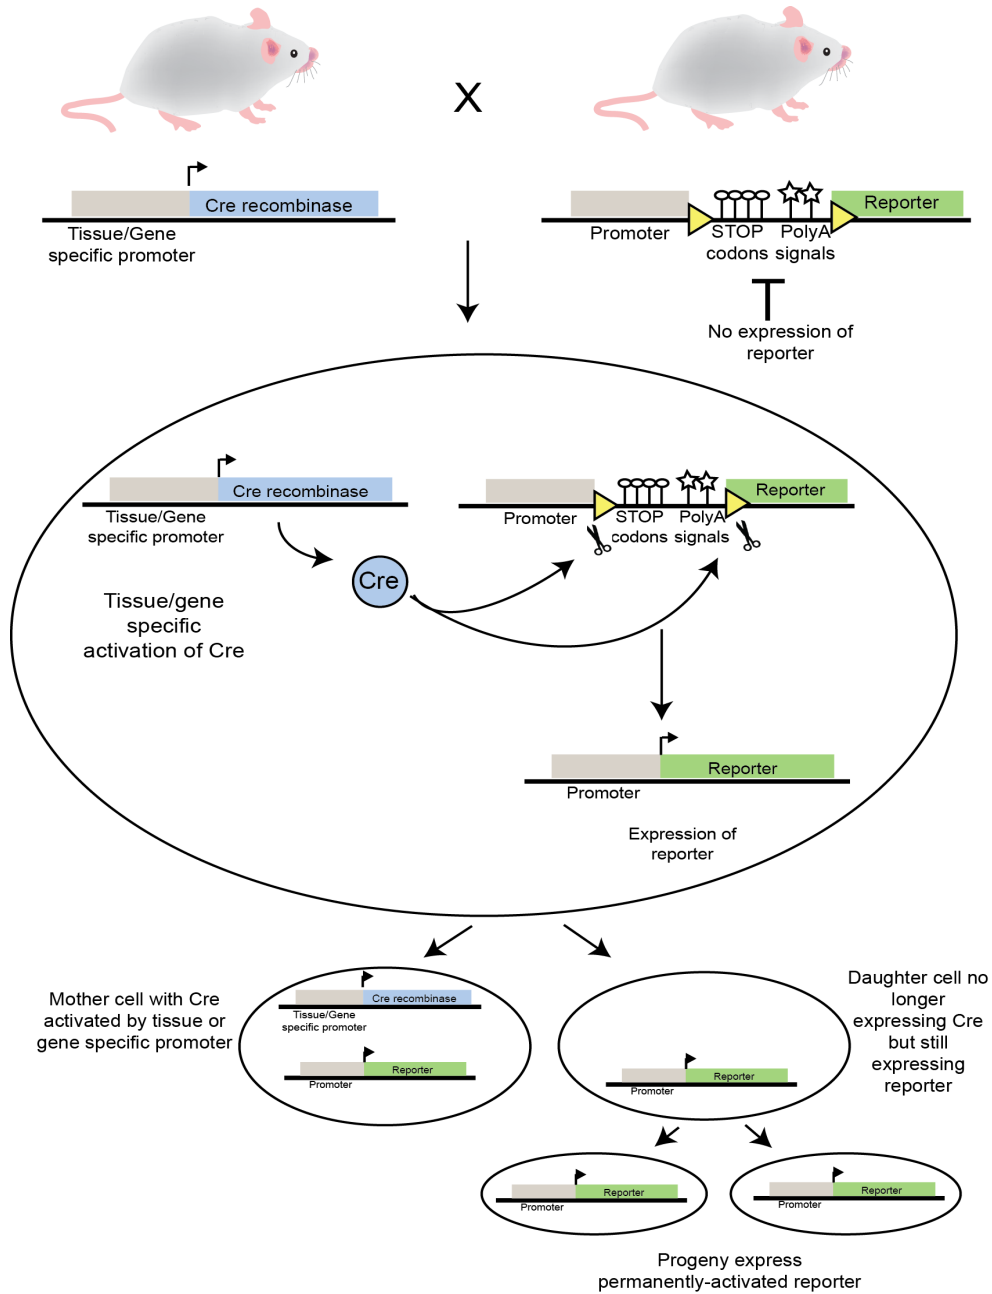 X
Cre recombinase
Tissue/Gene
specific promoter
Reporter
Promoter
STOP
codons
PolyA
signals
No expression of
reporter
Cre recombinase
Tissue/Gene
specific promoter
Reporter
Promoter
STOP
codons
PolyA
signals
Cre
Tissue/gene
specific
activation of Cre
Reporter
Promoter
Expression of
reporter
Mother cell with Cre
activated by tissue or
gene specific promoter
Cre recombinase
Tissue/Gene
specific promoter
Reporter
Promoter
Reporter
Promoter
Daughter cell no
longer
expressing Cre
but still
expressing
reporter
Reporter
Promoter
Reporter
Promoter
Progeny express
permanently-activated reporter